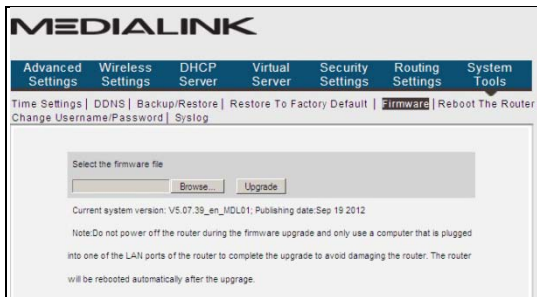 MEDIALINK
Advanced Settings Wireless Settings DHCP Server Virtual Server Security Settings Routing Settings System Tools
Time Settings | DDNS | Backup/Restore | Restore To Factory Default | Firmware | Reboot The Router
Change Username/Password | Syslog
Select the firmware file
Browse... Upgrade
Current system version: V5.07.39_en_MDL01; Publishing date:Sep 19 2012
Note:Do not power off the router during the firmware upgrade and only use a computer that is plugged
into one of the LAN ports of the router to complete the upgrade to avoid damaging the router. The router
will be rebooted automatically after the upgrage.